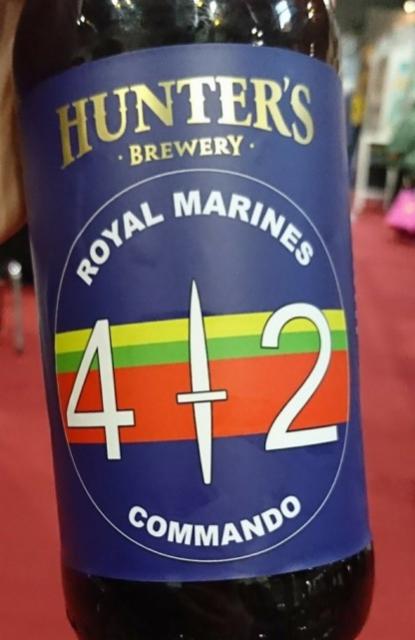 HUNTER'S
· BREWERY ·
ROYAL MARINES
4 2
COMMANDO